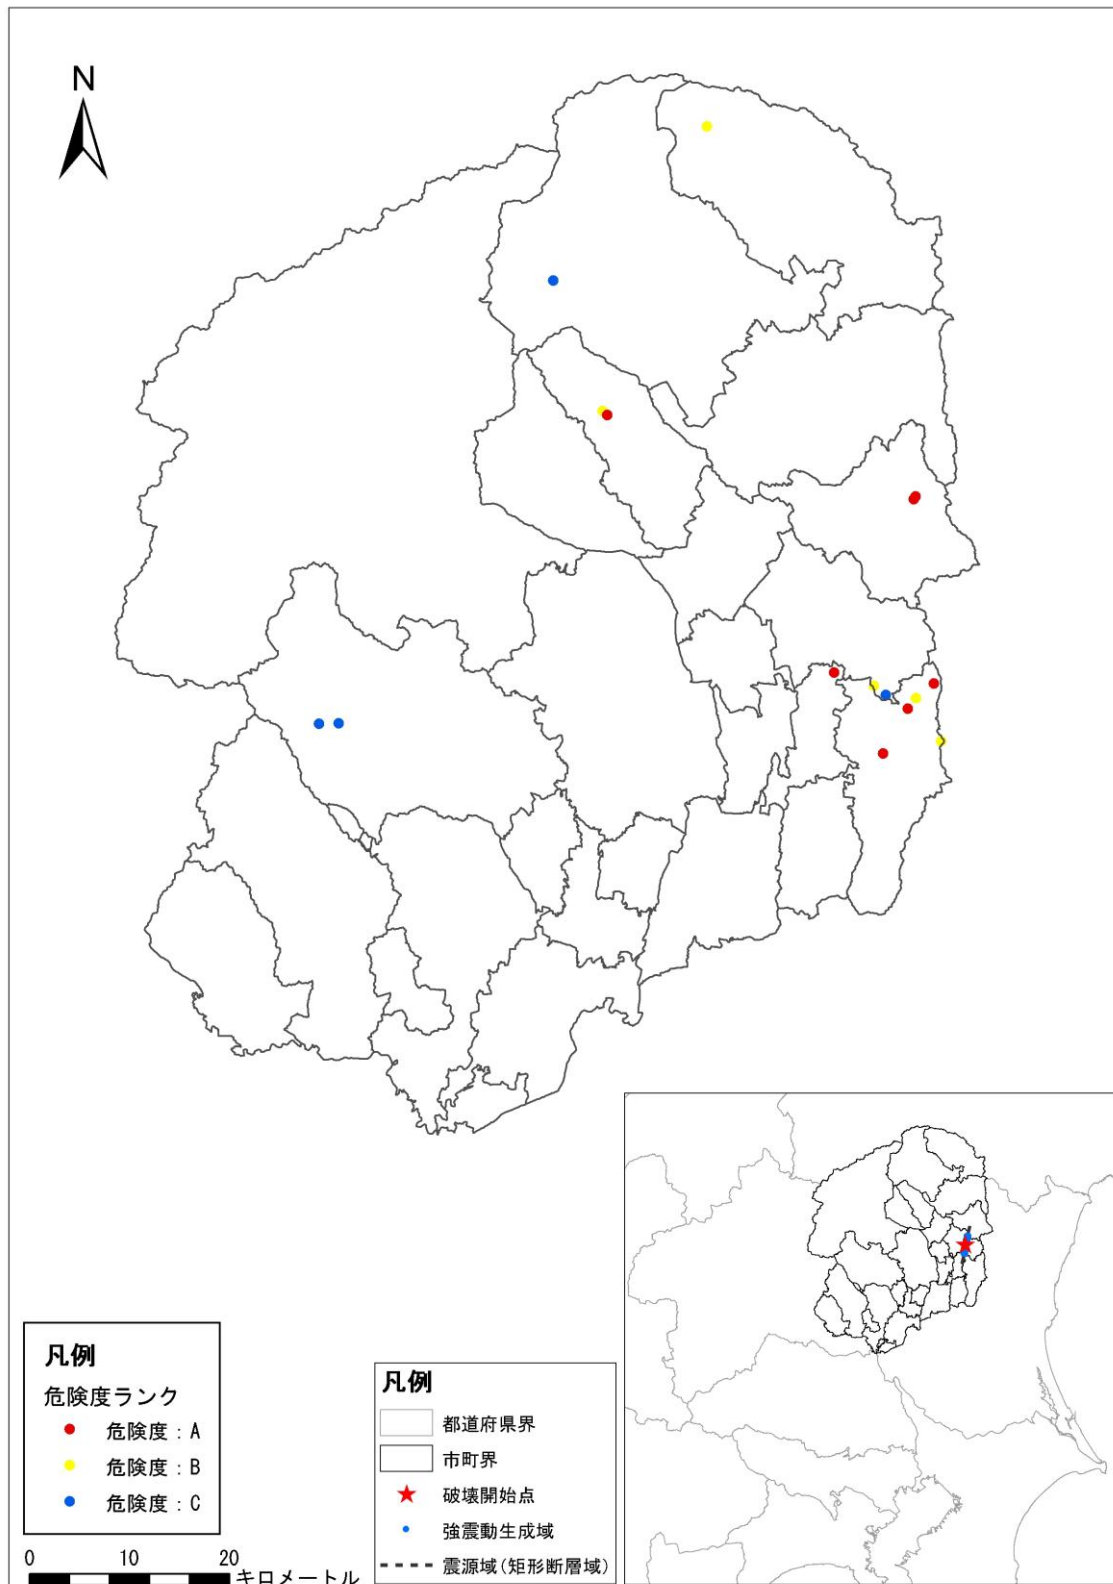 N
凡例
危険度ランク
危険度：A
危険度：B
危険度：C
0 10 20
キロメートル
凡例
都道府県界
市町界
破壊開始点
強震動生成域
震源域(矩形断層域)